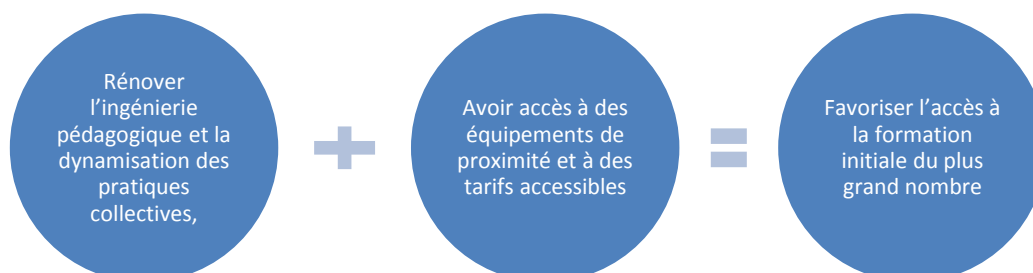 Rénover
l’ingénierie
pédagogique et la
dynamisation des
pratiques
collectives,
+
Avoir accès à des
équipements de
proximité et à des
tarifs accessibles
=
Favoriser l’accès à
la formation
initiale du plus
grand nombre